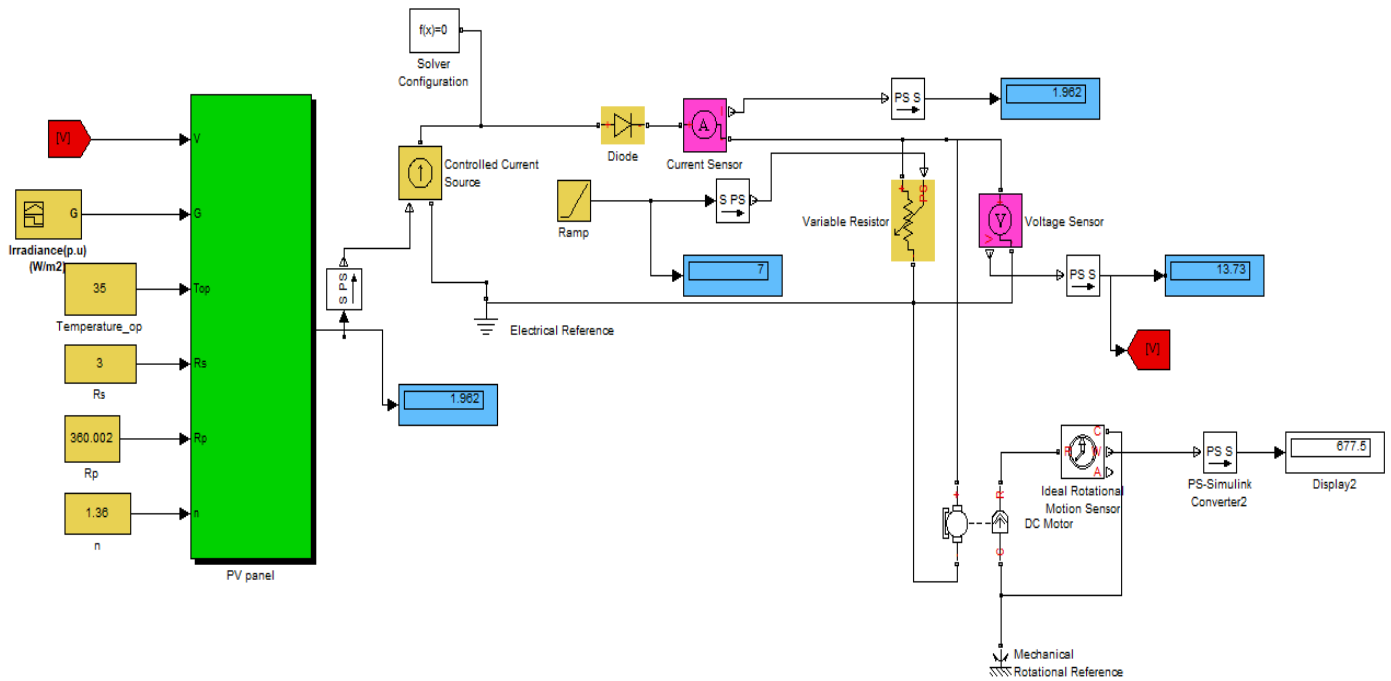 f(x)=0
Solver
Configuration
[V]
V
G
G
Irradiance(p.u)
(W/m2)
35
Top
Temperature_op
3
Rs
Rs
360.002
Rp
Rp
1.36
n
n
PV panel
S PS
Controlled Current
Source
1.962
Electrical Reference
+
Diode
+
A
I
Current Sensor
PS S
1.962
Ramp
S PS
7
+
PS
Variable Resistor
+
V
V
Voltage Sensor
PS S
13.73
[V]
+
R
C
DC Motor
R
C
W
A
Ideal Rotational
Motion Sensor
PS S
PS-Simulink
Converter2
677.5
Display2
Mechanical
Rotational Reference